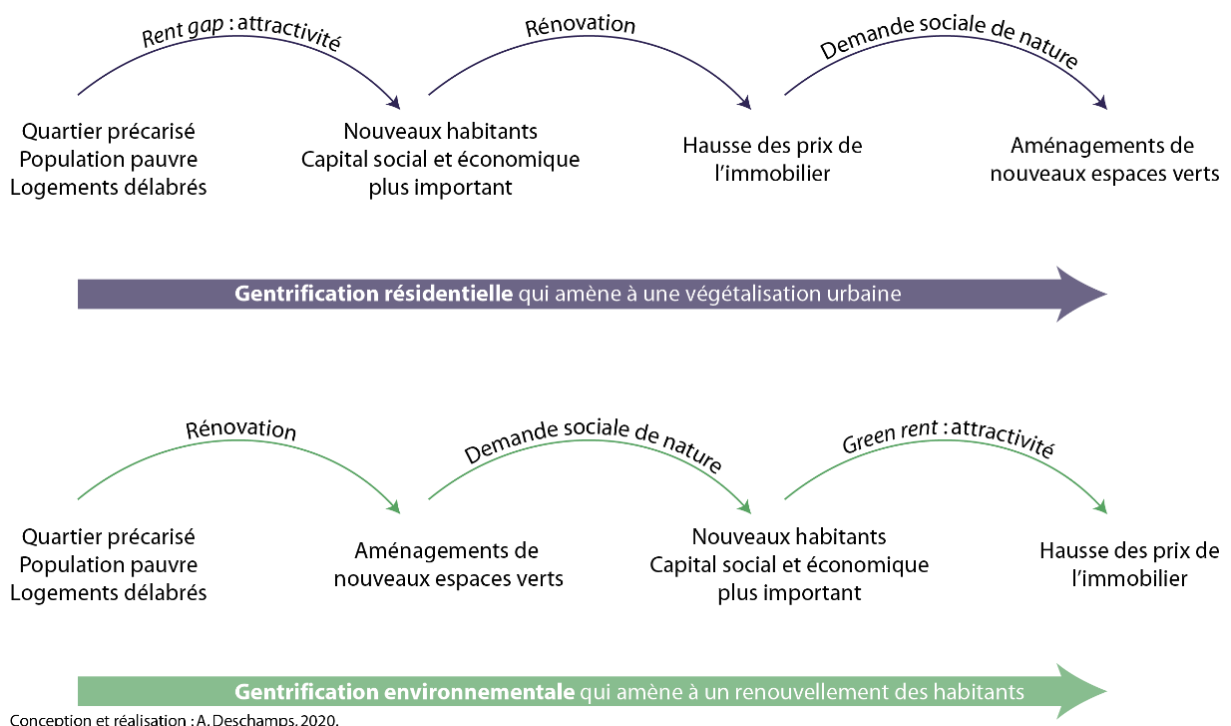 Rent gap : attractivité
Rénovation
Demande sociale de nature
Quartier précarisé
Population pauvre
Logements délabrés
Nouveaux habitants
Capital social et économique
plus important
Hausse des prix de
l'immobilier
Aménagements de
nouveaux espaces verts
Gentrification résidentielle qui amène à une végétalisation urbaine
Rénovation
Demande sociale de nature
Green rent : attractivité
Quartier précarisé
Population pauvre
Logements délabrés
Aménagements de
nouveaux espaces verts
Nouveaux habitants
Capital social et économique
plus important
Hausse des prix de
l'immobilier
Gentrification environnementale qui amène à un renouvellement des habitants
Conception et réalisation : A. Deschamps, 2020.